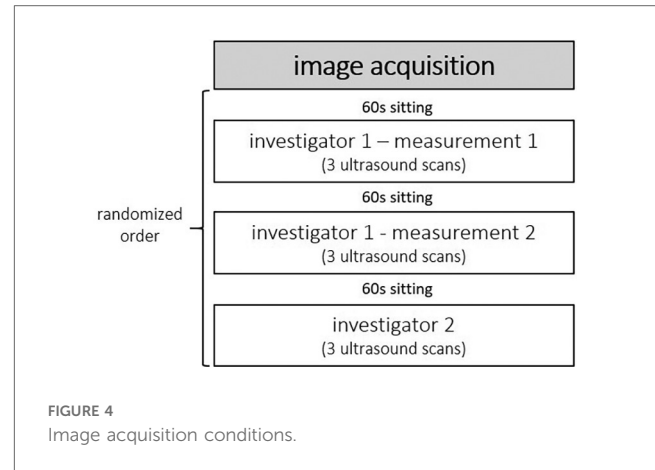 image acquisition
60s sitting
investigator 1 – measurement 1
(3 ultrasound scans)
60s sitting
randomized
order
investigator 1 - measurement 2
(3 ultrasound scans)
60s sitting
investigator 2
(3 ultrasound scans)
FIGURE 4
Image acquisition conditions.